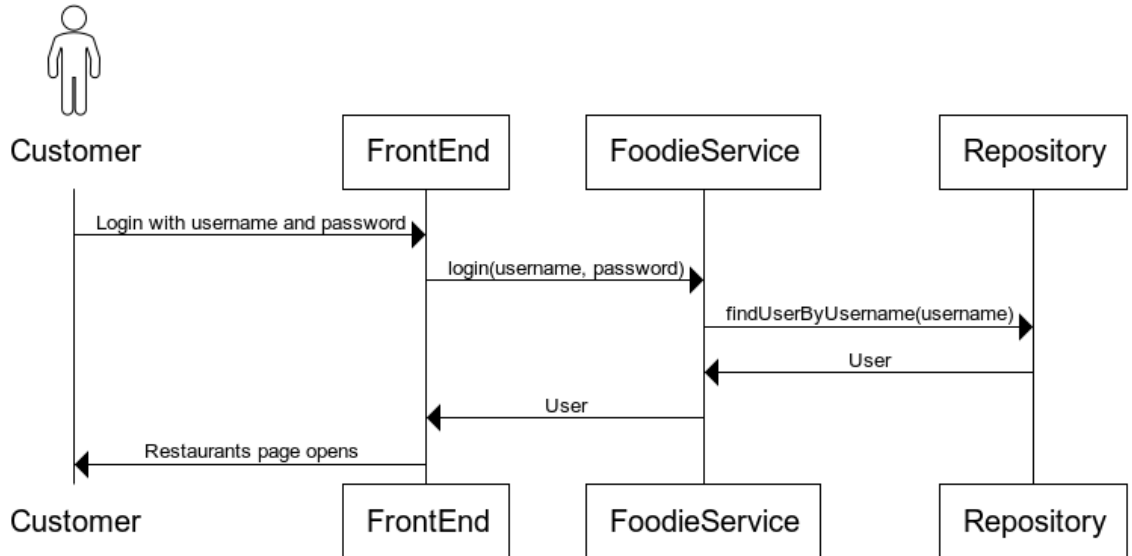 Customer
FrontEnd
FoodieService
Repository
Login with username and password
login(username, password)
findUserByUsername(username)
User
User
Restaurants page opens
Customer
FrontEnd
FoodieService
Repository